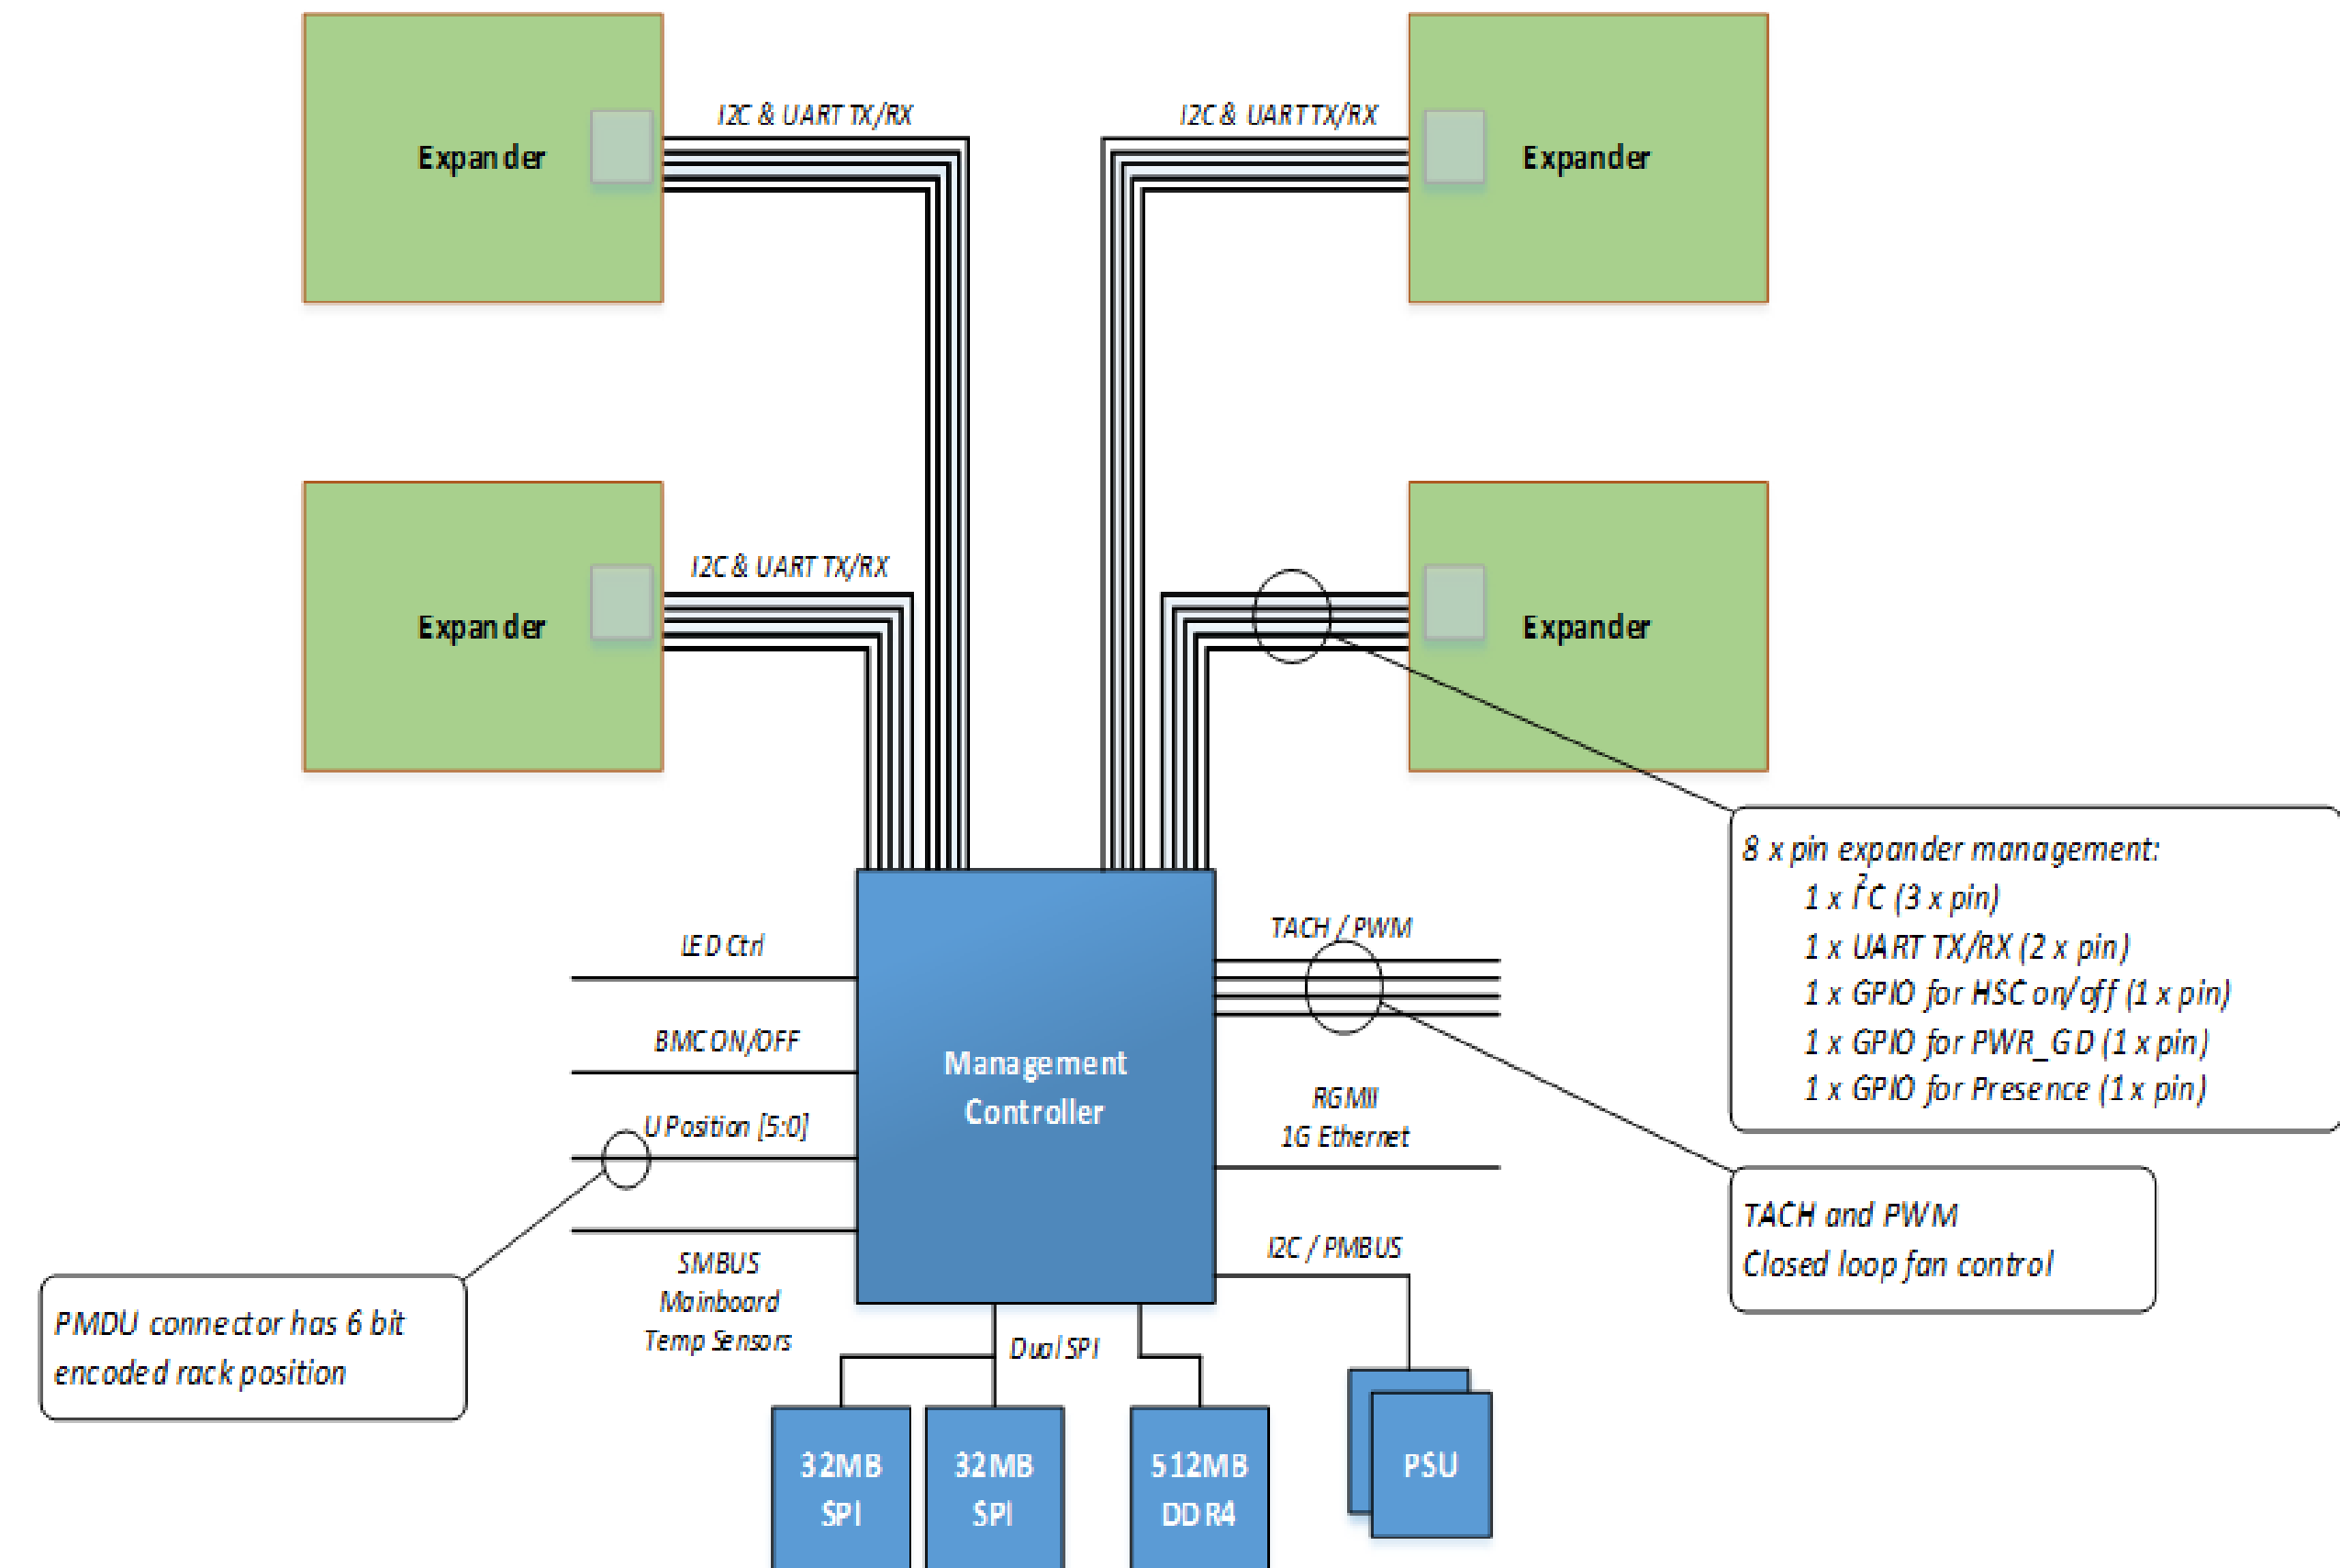 I2C & UART TX/RX
I2C & UART TX/RX
Expander
Expander
I2C & UART TX/RX
Expander
Expander
8 x pin expander management:
1 x I²C (3 x pin)
1 x UART TX/RX (2 x pin)
1 x GPIO for HSC on/off (1 x pin)
1 x GPIO for PWR_GD (1 x pin)
1 x GPIO for Presence (1 x pin)
LED Ctrl
TACH / PWM
BMC ON/OFF
Management
Controller
RGMII
1G Ethernet
U Position [5:0]
TACH and PWM
Closed loop fan control
I2C / PMBUS
SMBUS
Mainboard
Temp Sensors
PMDU connector has 6 bit
encoded rack position
Dual SPI
32MB
SPI
32MB
SPI
512MB
DDR4
PSU